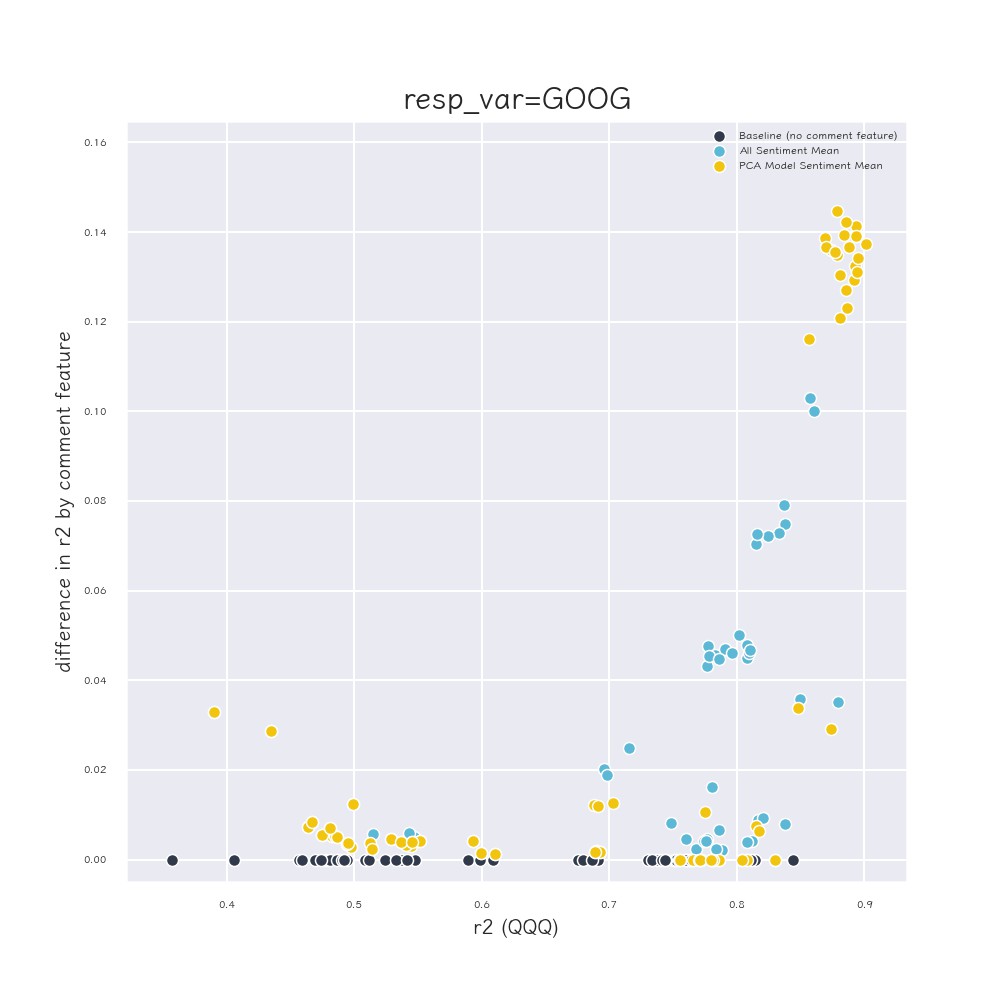 resp_var=GOOG
Baseline (no comment feature)
All Sentiment Mean
PCA Model Sentiment Mean
difference in r2 by comment feature
0.16
0.14
0.12
0.10
0.08
0.06
0.04
0.02
0.00
0.4 0.5 0.6 0.7 0.8 0.9
r2 (QQQ)